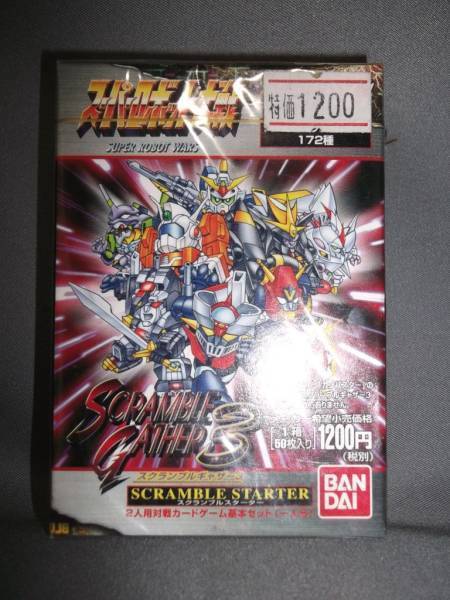 スーパーロボット大戦
SUPER ROBOT WARS
特価1200
172種
SCRAMBLE
GATHER 3
スクランブルギャザー3
希望小売価格
1箱
[60枚入り]
1200円
(税別)
SCRAMBLE STARTER
スクランブルスターター
2人用対戦カードゲーム基本セット
BAN
DAI